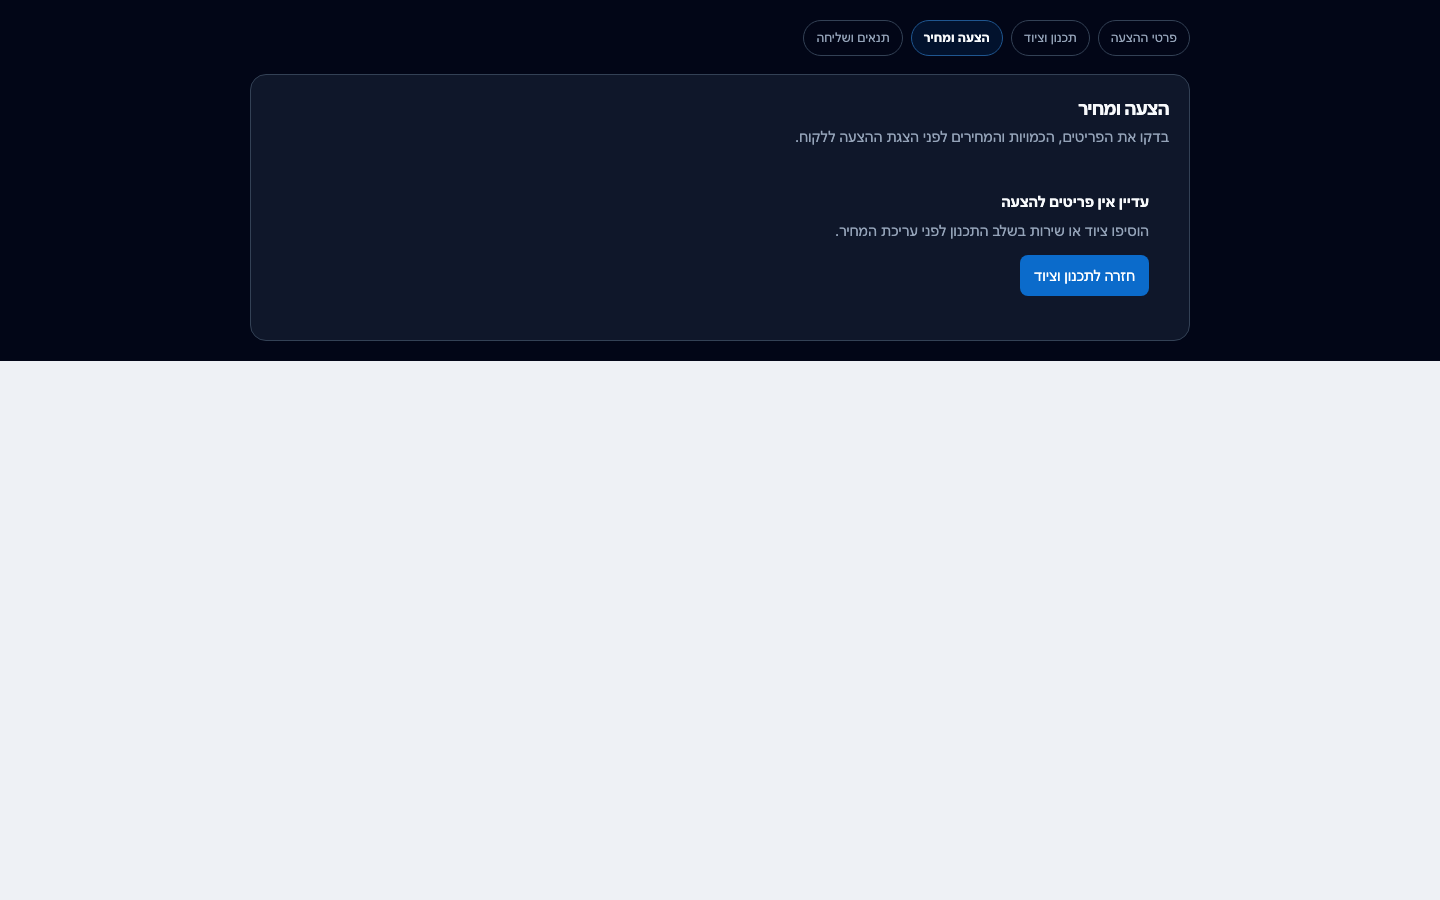 פרטי ההצעה
תכנון וציוד
הצעה ומחיר
תנאים ושליחה
הצעה ומחיר
בדקו את הפריטים, הכמויות והמחירים לפני הצגת ההצעה ללקוח.
עדיין אין פריטים להצעה
הוסיפו ציוד או שירות בשלב התכנון לפני עריכת המחיר.
חזרה לתכנון וציוד